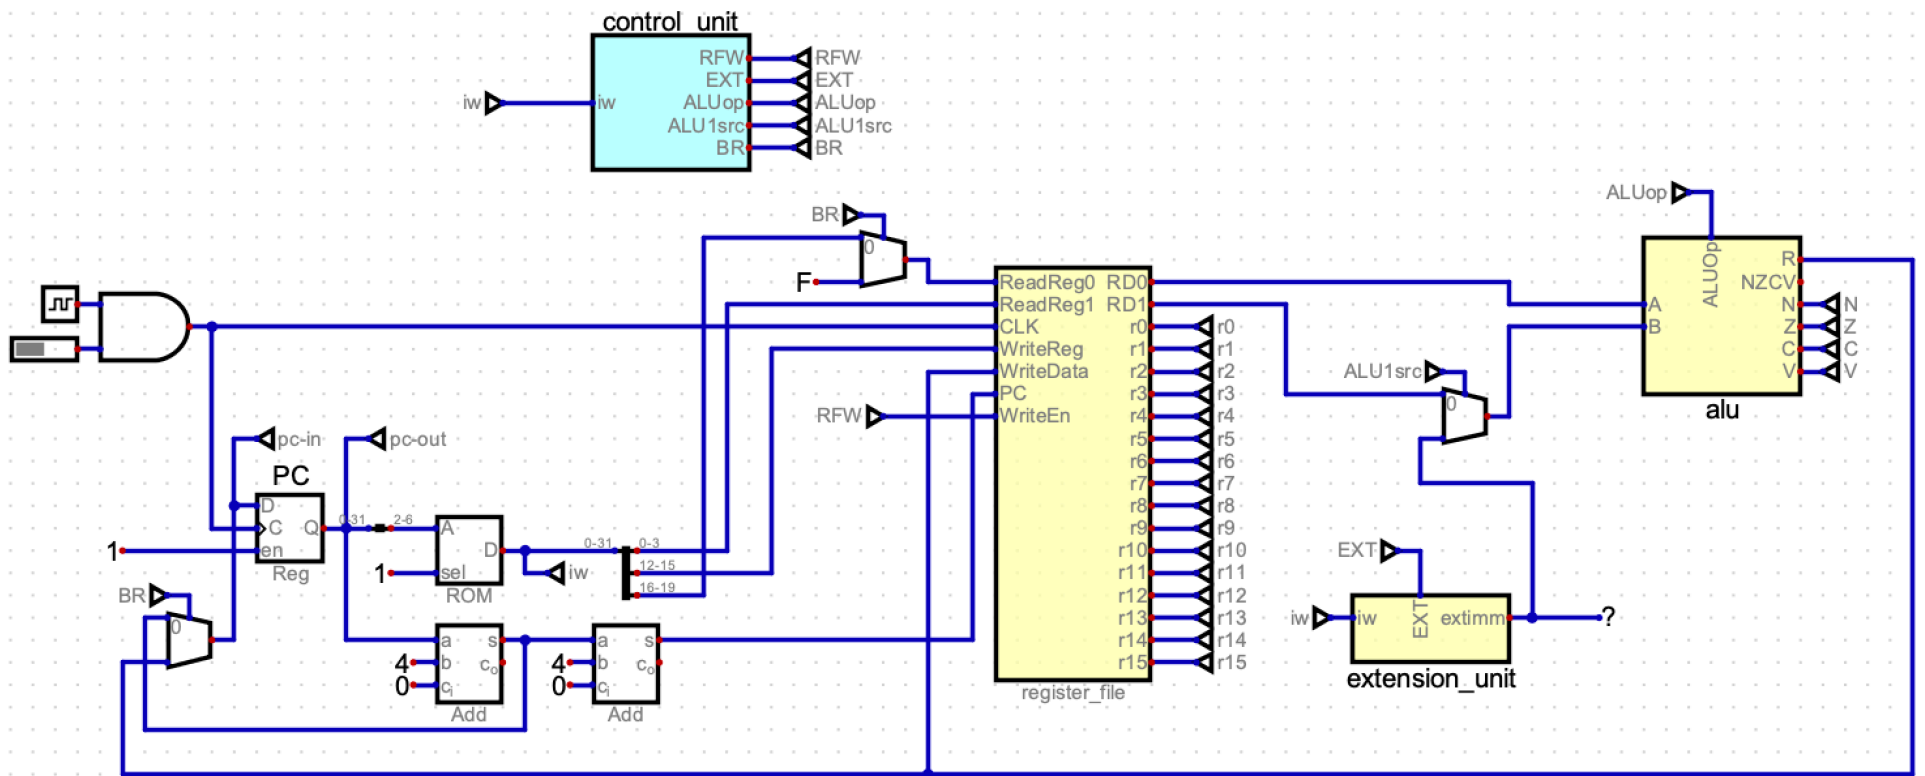 control_unit
RFW RFW
EXT EXT
iw iw ALUop ALUop
ALU1src ALU1src
BR BR
ALUop
BR
0
ALUOp
R
F
ReadReg0 RD0
NZCV
ReadReg1 RD1
A N N
CLK r0 r0
B Z Z
WriteReg r1 r1
C C
WriteData r2 r2
ALU1src
V V
PC r3 r3
0
RFW WriteEn r4 r4
alu
pc-in pc-out
r5 r5
r6 r6
PC
r7 r7
D
r8 r8
C Q 0-31 2-6 A
r9 r9
1 en
D 0-31 0-3
r10 r10
EXT
Reg
1 sel iw 12-15
r11 r11
BR
ROM
16-19
r12 r12
0
r13 r13
iw iw EXT extimm ?
a s a s
r14 r14
4 b co 4 b co
r15 r15
0 ci 0 ci
extension_unit
register_file
Add Add